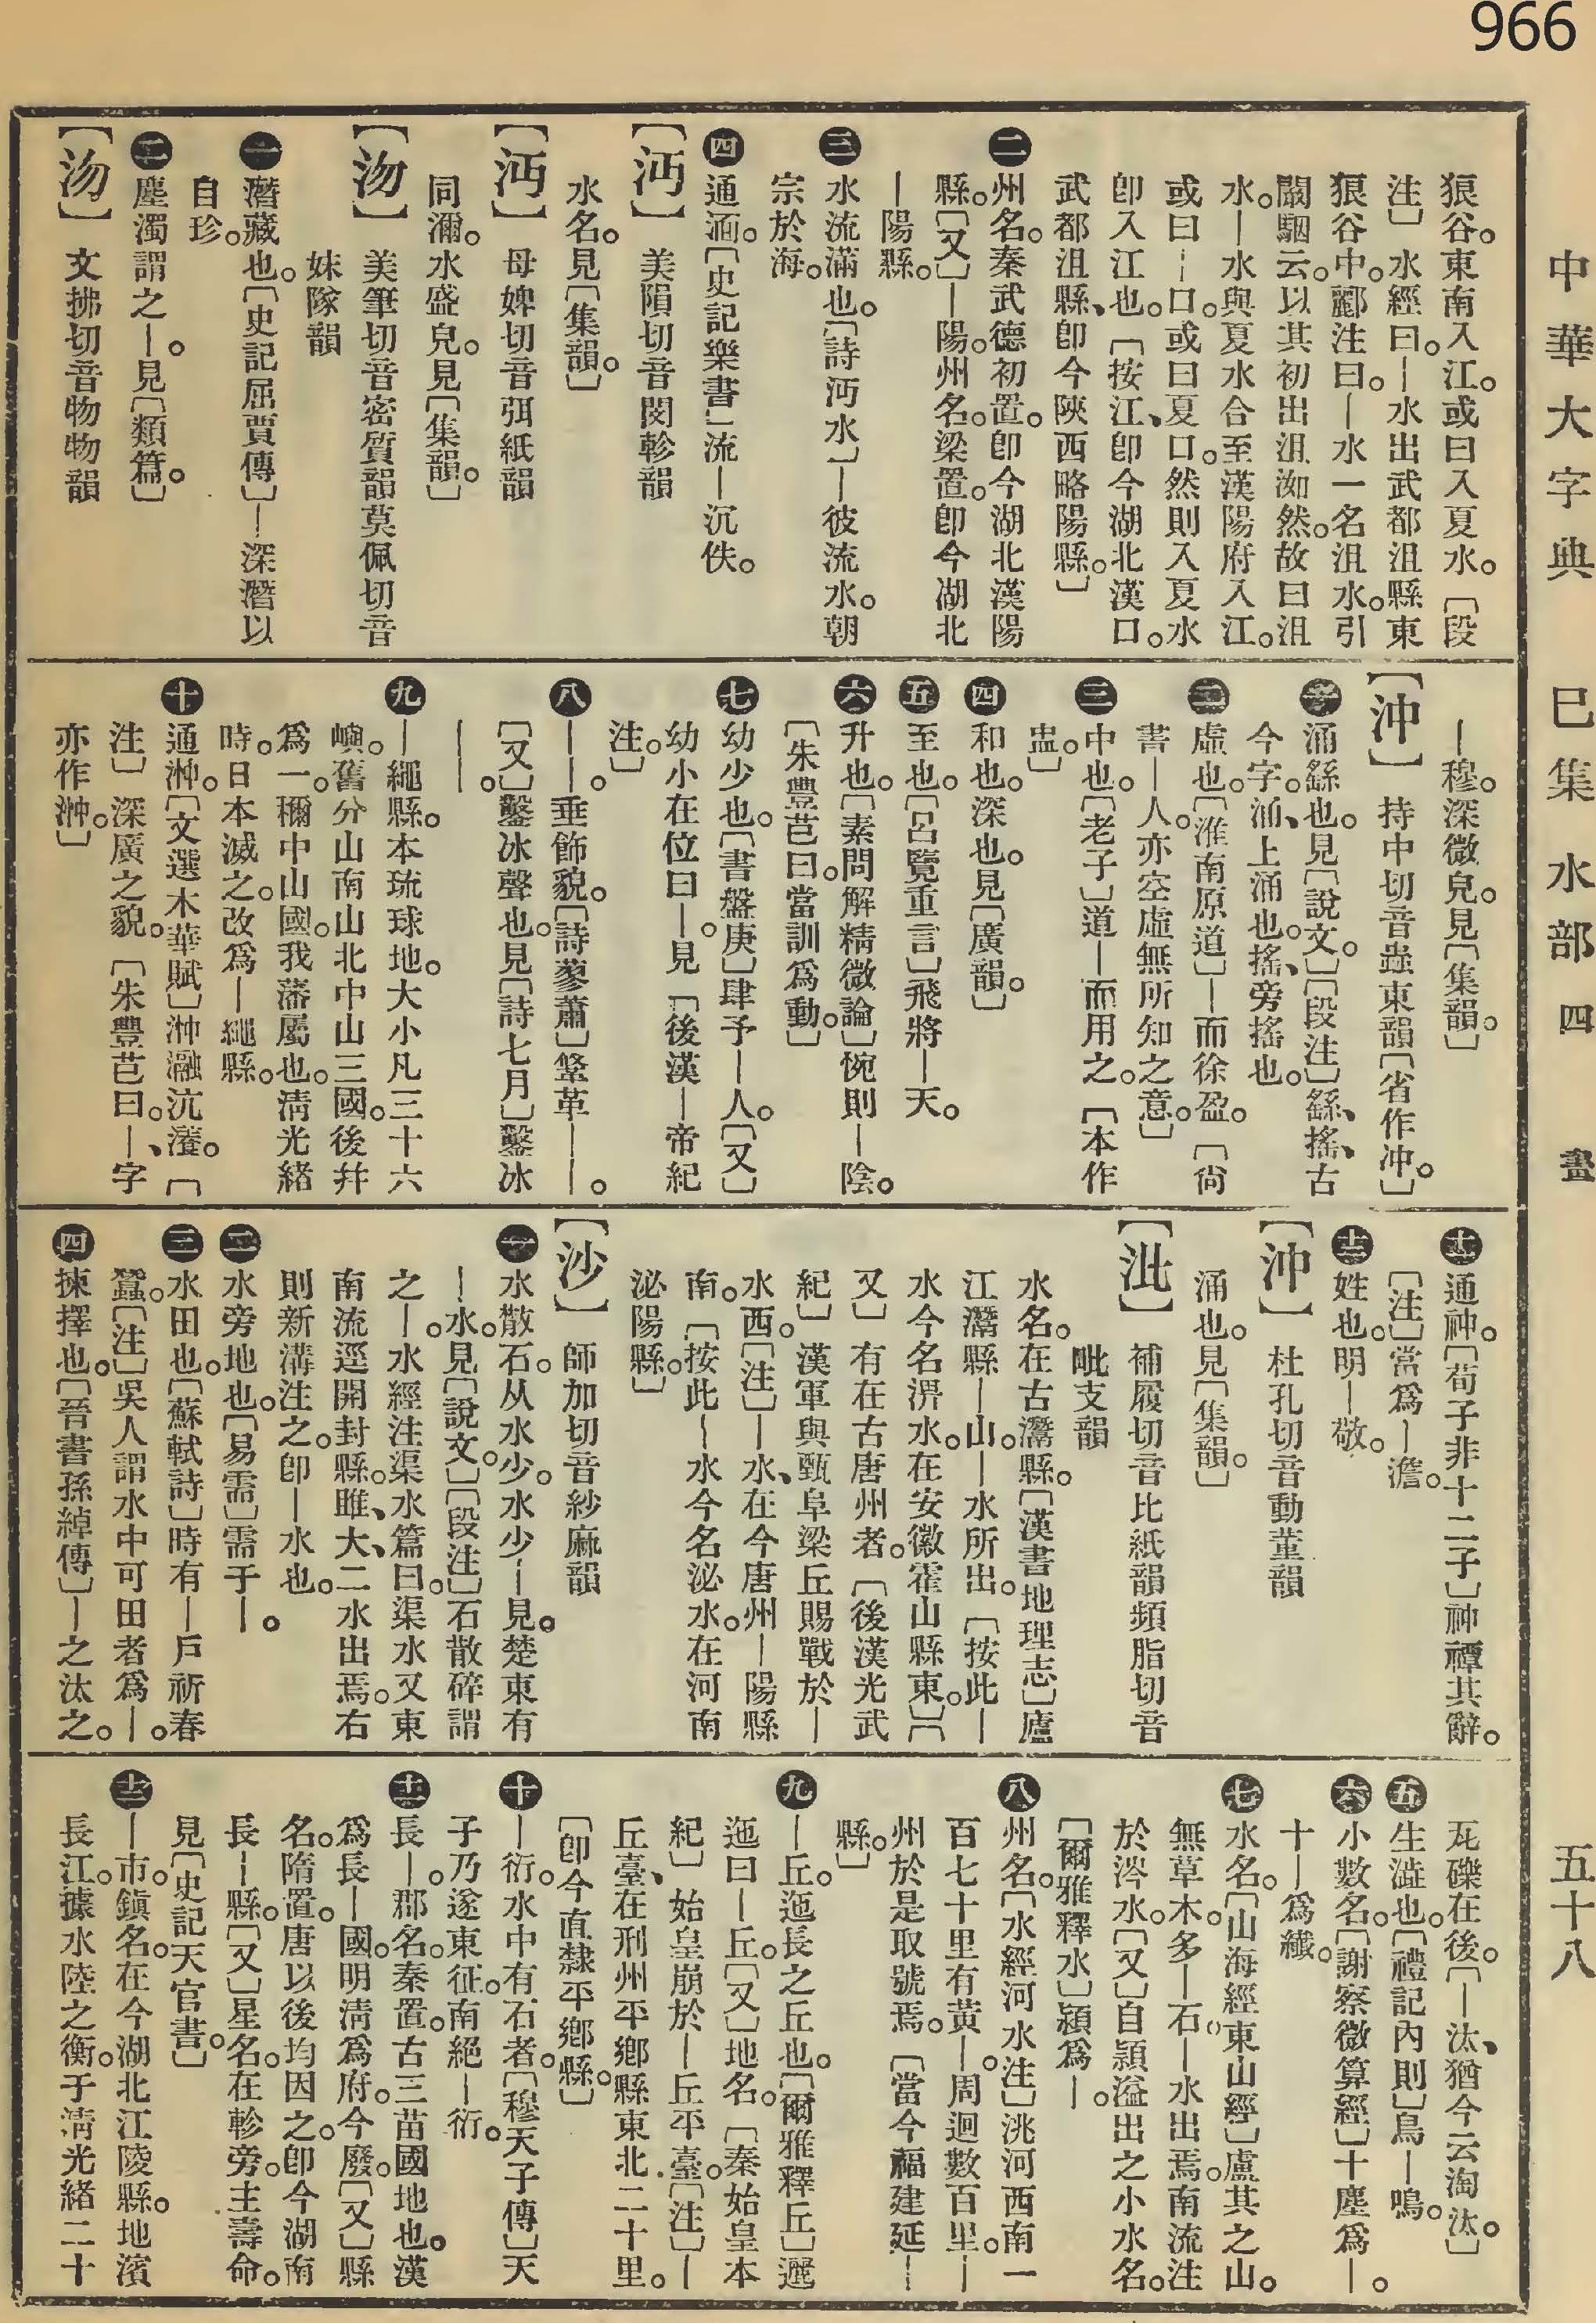 966
中華大字典 巳集 水部 四畫 五十八
狼谷。東南入江。或曰入夏水。〔段
注〕水經曰。—水出武都沮縣東
狼谷中。酈注曰。—水一名沮水。引
闞駰云。以其初出沮洳然。故曰沮
水。—水與夏水合至漢陽府入江。
或曰—口。或曰夏口。然則入夏水
卽入江也。〔按江、卽今湖北漢口。
武都沮縣、卽今陝西略陽縣。〕
㊁州名。秦武德初置。卽今湖北漢陽
縣。〔又〕—陽。州名。梁置。卽今湖北
—陽縣。
㊂水流滿也。〔詩沔水〕—彼流水。朝
宗於海。
㊃通湎。〔史記樂書〕流—沉佚。
【沔】美隕切音閔軫韻
水名。見〔集韻。〕
【沔】母婢切音弭紙韻
同瀰。水盛皃。見〔集韻。〕
【沕】美筆切音密質韻莫佩切音
妹隊韻
㊀潛藏也。〔史記屈賈傳〕—深潛以
自珍。
㊁塵濁謂之—。見〔類篇。〕
【沕】文拂切音物物韻
—穆。深微皃。見〔集韻。〕
【沖】持中切音蟲東韻〔省作冲。〕
㊀涌繇也。見〔說文。〕〔段注〕繇、搖、古
今字。涌、上涌也。搖、旁搖也。
㊁虛也。〔淮南原道〕—而徐盈。〔尙
書—人。亦空虛無所知之意。〕
㊂中也。〔老子〕道—而用之。〔本作
盅。〕
㊃和也。深也。見〔廣韻。〕
㊄至也。〔呂覽重言〕飛將—天。
㊅升也。〔素問解精微論〕惋則—陰。
〔朱豐芑曰。當訓爲動。〕
㊆幼少也。〔書盤庚〕肆予—人。〔又〕
幼小在位曰—。見〔後漢—帝紀
注。〕
㊇——。垂飾貌。〔詩蓼蕭〕鞗革——。
〔又〕鑿冰聲也。見〔詩七月〕鑿冰
——。
㊈—繩縣。本琉球地。大小凡三十六
嶼。舊分山南山北中山三國。後幷
爲一。稱中山國。我藩屬也。淸光緖
時。日本滅之。改爲—繩縣。
㊉通浺。〔文選木華賦〕浺瀜沆瀁。〔
注〕深廣之貌。〔朱豐芑曰。—、字
亦作浺。〕
十一通神。〔荀子非十二子〕神禫其辭。
〔注〕當爲—澹。
十二姓也。明—敬。
【沖】杜孔切音動董韻
涌也。見〔集韻。〕
【沘】補履切音比紙韻頻脂切音
毗支韻
水名。在古灊縣。〔漢書地理志〕廬
江灊縣—山。—水所出。〔按此—
水今名淠水。在安徽霍山縣東。〕〔
又〕有在古唐州者。〔後漢光武
紀〕漢軍與甄阜梁丘賜戰於—
水西。〔注〕—水、在今唐州—陽縣
南。〔按此—水今名泌水。在河南
泌陽縣。〕
【沙】師加切音紗麻韻
㊀水散石。从水少。水少—見。楚東有
—水。見〔說文。〕〔段注〕石散碎謂
之—。水經注渠水篇曰。渠水又東
南流逕開封縣。睢、大、二水出焉。右
則新溝注之。卽—水也。
㊁水旁地也。〔易需〕需于—。
㊂水田也。〔蘇軾詩〕時有—戶祈春
蠶。〔注〕吳人謂水中可田者爲—。
㊃揀擇也。〔晉書孫綽傳〕—之汰之。
瓦礫在後。〔—汰、猶今云淘汰。〕
㊄生澁也。〔禮記內則〕鳥—鳴。
㊅小數名。〔謝察微算經〕十塵爲—。
十—爲纖。
㊆水名。〔山海經東山經〕盧其之山。
無草木。多—石。—水出焉。南流注
於涔水。〔又〕自潁溢出之小水名。
〔爾雅釋水〕潁爲—。
㊇州名。〔水經河水注〕洮河西南一
百七十里有黃—。周迴數百里。—
州於是取號焉。〔當今福建延—
縣。〕
㊈—丘。迤長之丘也。〔爾雅釋丘〕邐
迤曰—丘。〔又〕地名。〔秦始皇本
紀〕始皇崩於—丘平臺。〔注〕—
丘臺、在刑州平鄕縣東北二十里。
〔卽今直隸平鄕縣。〕
㊉—衍。水中有石者。〔穆天子傳〕天
子乃遂東征。南絕—衍。
十一長—。郡名。秦置。古三苗國地也。漢
爲長—國。明淸爲府。今廢。〔又〕縣
名。隋置。唐以後均因之。卽今湖南
長—縣。〔又〕星名。在軫旁。主壽命。
見〔史記天官書。〕
十二—市。鎭名。在今湖北江陵縣。地濱
長江。據水陸之衝。于淸光緖二十